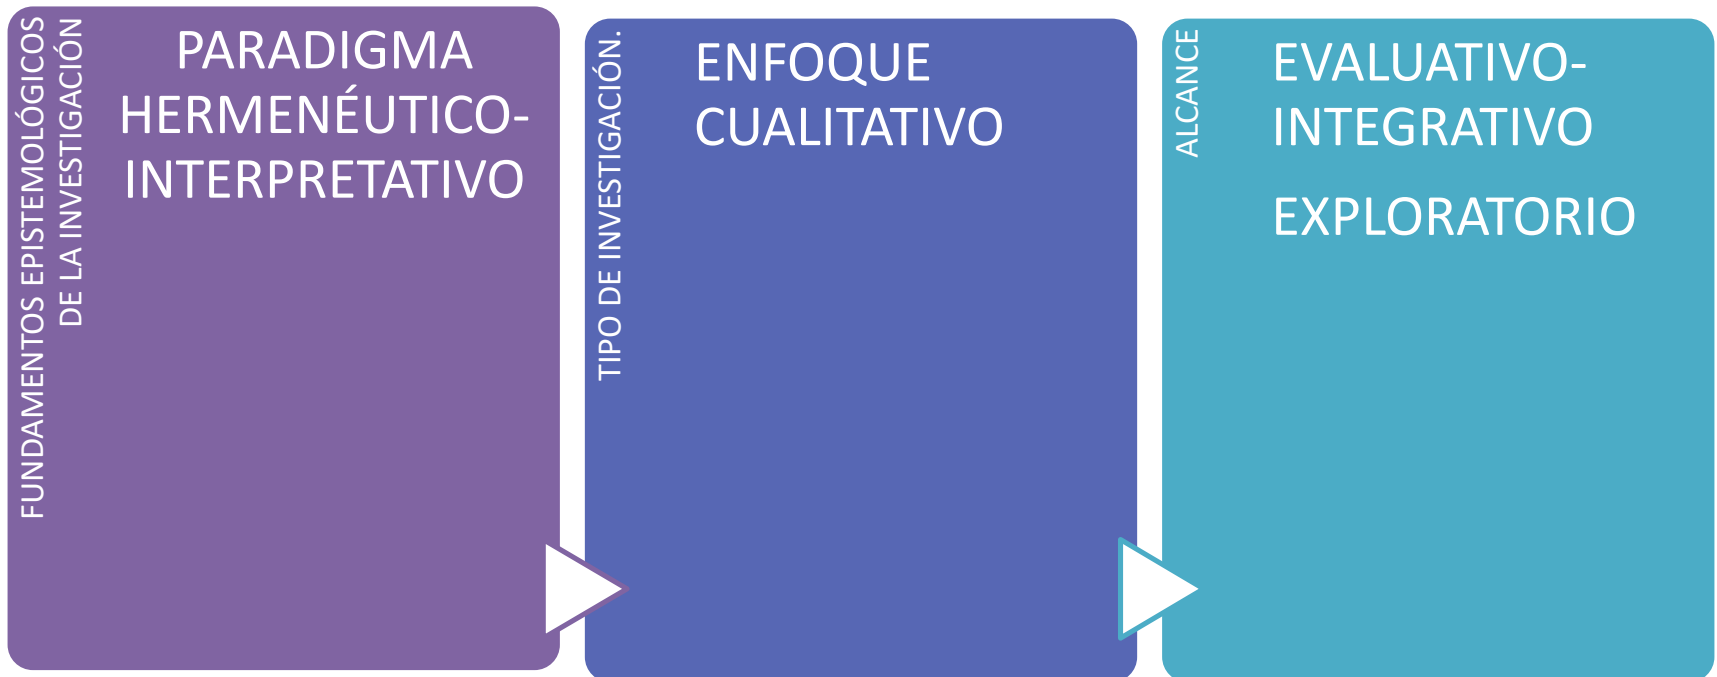 FUNDAMENTOS EPISTEMOLÓGICOS
DE LA INVESTIGACIÓN
PARADIGMA
HERMENÉUTICO-
INTERPRETATIVO
TIPO DE INVESTIGACIÓN.
ENFOQUE
CUALITATIVO
ALCANCE
EVALUATIVO-
INTEGRATIVO
EXPLORATORIO